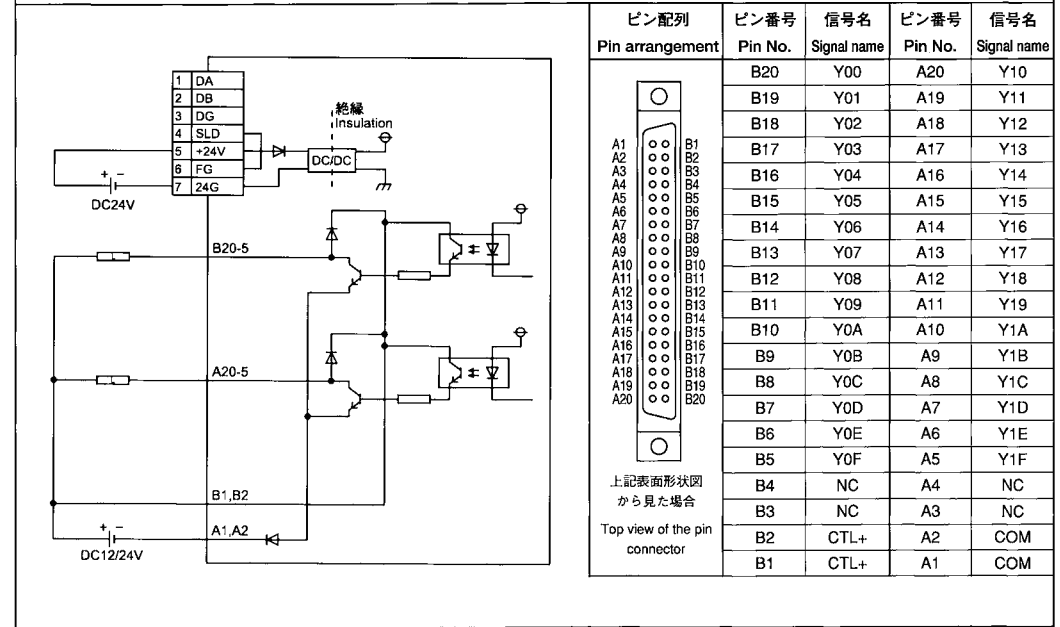 1 DA
2 DB
3 DG
4 SLD
5 +24V
6 FG
7 24G
絶縁
Insulation
DC/DC
+ −
DC24V
B20-5
A20-5
B1,B2
A1,A2
+ −
DC12/24V
ピン配列 ピン番号 信号名 ピン番号 信号名
Pin arrangement Pin No. Signal name Pin No. Signal name
B20 Y00 A20 Y10
B19 Y01 A19 Y11
B18 Y02 A18 Y12
B17 Y03 A17 Y13
B16 Y04 A16 Y14
B15 Y05 A15 Y15
B14 Y06 A14 Y16
B13 Y07 A13 Y17
B12 Y08 A12 Y18
B11 Y09 A11 Y19
B10 Y0A A10 Y1A
B9 Y0B A9 Y1B
B8 Y0C A8 Y1C
B7 Y0D A7 Y1D
B6 Y0E A6 Y1E
B5 Y0F A5 Y1F
B4 NC A4 NC
B3 NC A3 NC
B2 CTL+ A2 COM
B1 CTL+ A1 COM
A1 B1
A2 B2
A3 B3
A4 B4
A5 B5
A6 B6
A7 B7
A8 B8
A9 B9
A10 B10
A11 B11
A12 B12
A13 B13
A14 B14
A15 B15
A16 B16
A17 B17
A18 B18
A19 B19
A20 B20
上記表面形状図
から見た場合
Top view of the pin
connector